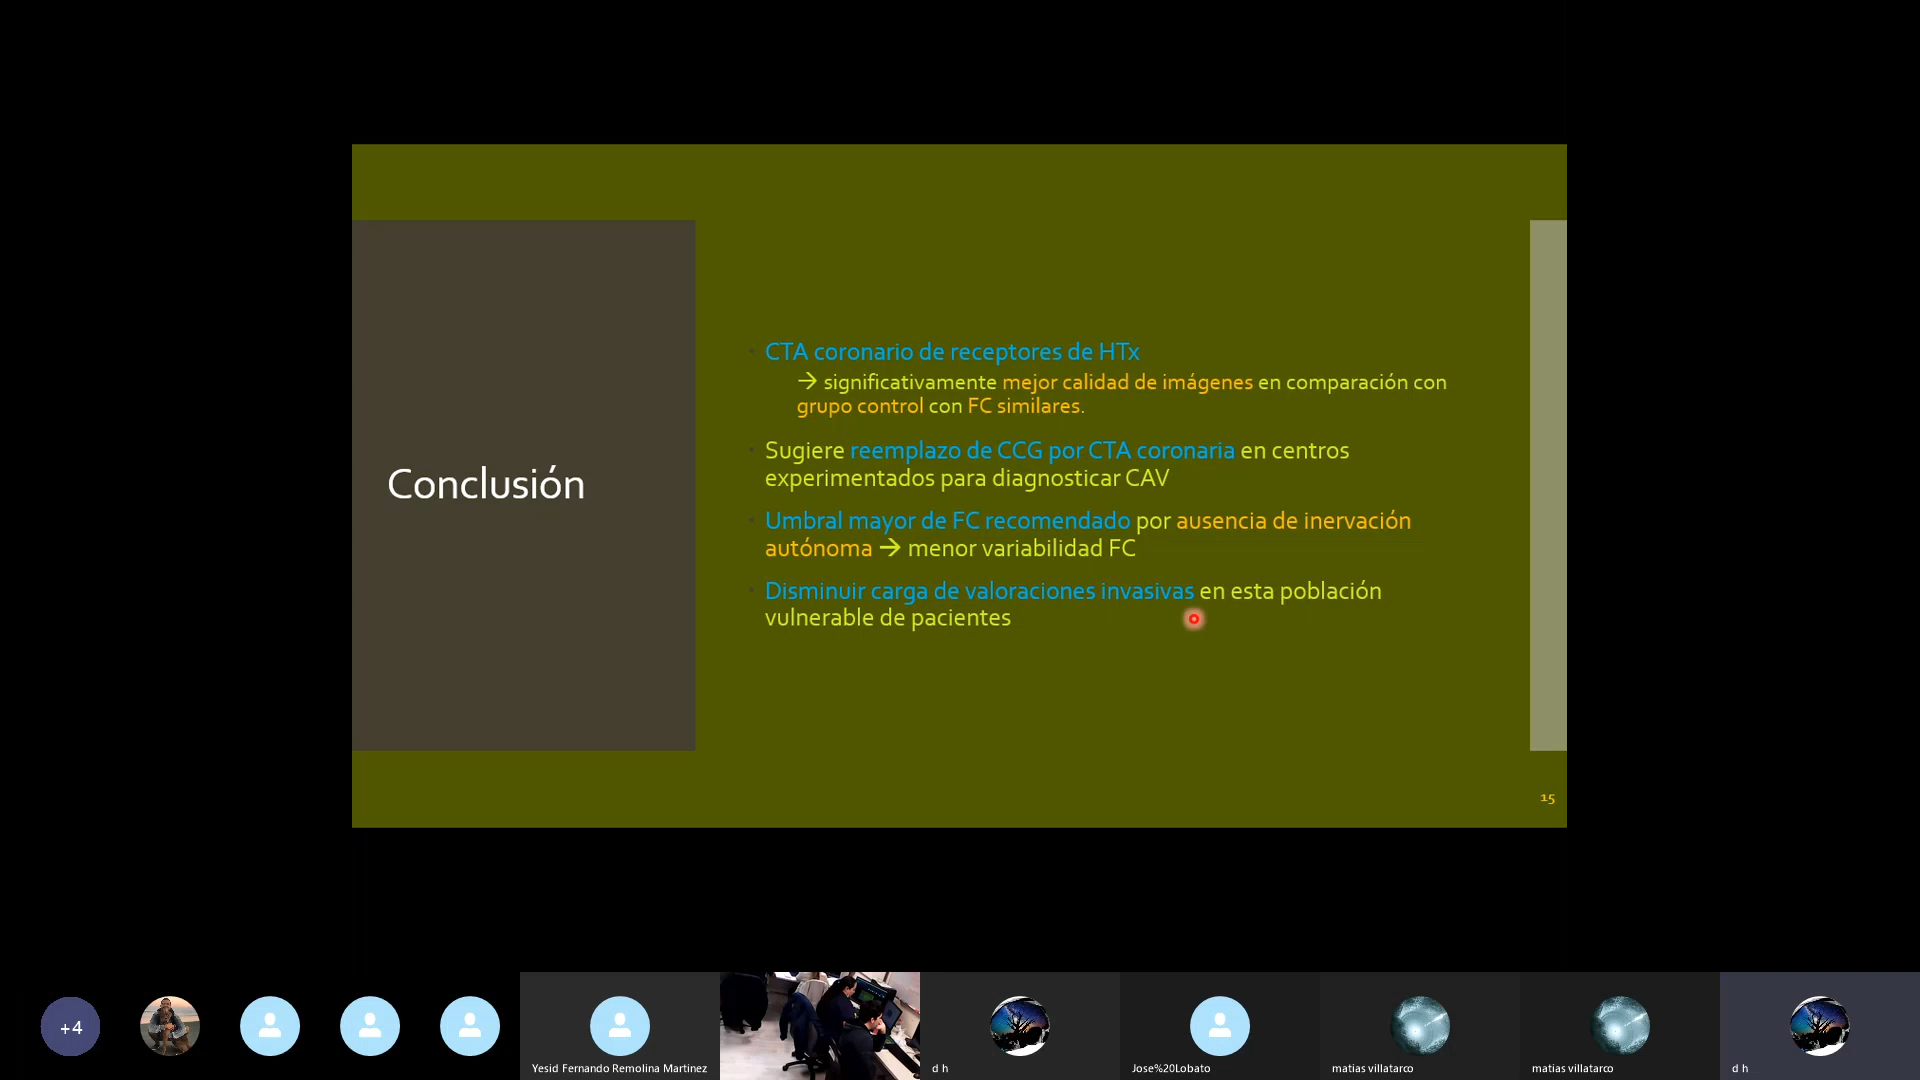 Conclusión
CTA coronario de receptores de HTx
→ significativamente mejor calidad de imágenes en comparación con
grupo control con FC similares.
Sugiere reemplazo de CCG por CTA coronaria en centros
experimentados para diagnosticar CAV
Umbral mayor de FC recomendado por ausencia de inervación
autónoma → menor variabilidad FC
Disminuir carga de valoraciones invasivas en esta población
vulnerable de pacientes
15
+4
Yesid Fernando Remolina Martinez
d h
Jose%20Lobato
matias villatarco
matias villatarco
d h